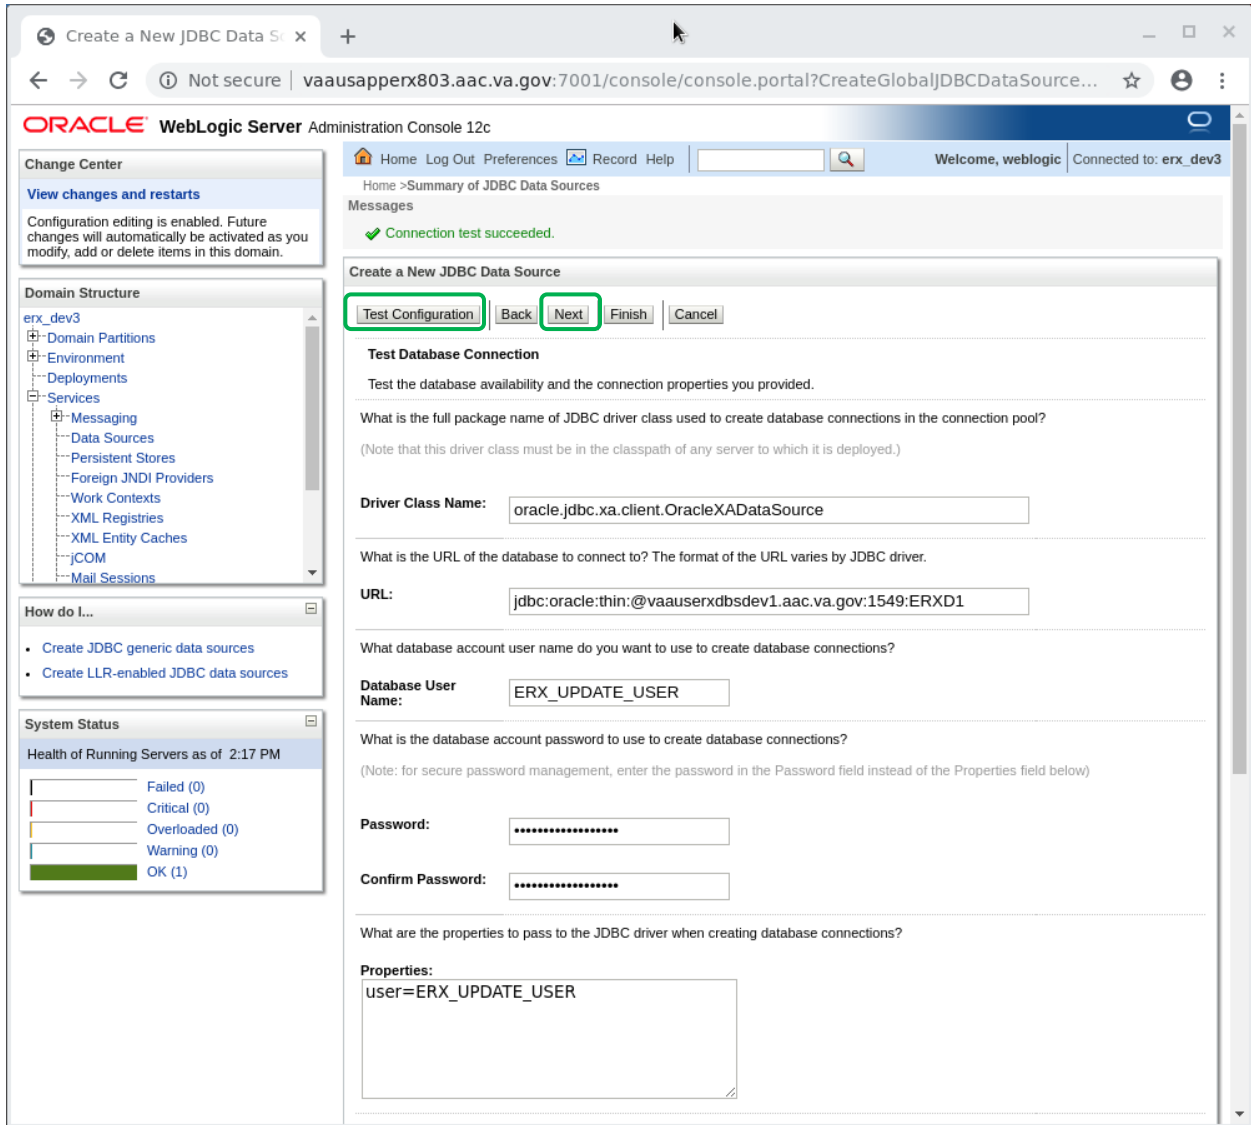 Create a New JDBC Data S
Not secure | vaausapperx803.aac.va.gov:7001/console/console.portal?CreateGlobalJDBCDataSource...
ORACLE WebLogic Server Administration Console 12c
Change Center
View changes and restarts
Configuration editing is enabled. Future
changes will automatically be activated as you
modify, add or delete items in this domain.
Domain Structure
erx_dev3
Domain Partitions
Environment
Deployments
Services
Messaging
Data Sources
Persistent Stores
Foreign JNDI Providers
Work Contexts
XML Registries
XML Entity Caches
jCOM
Mail Sessions
How do I...
Create JDBC generic data sources
Create LLR-enabled JDBC data sources
System Status
Health of Running Servers as of 2:17 PM
Failed (0)
Critical (0)
Overloaded (0)
Warning (0)
OK (1)
Home Log Out Preferences Record Help
Welcome, weblogic Connected to: erx_dev3
Home >Summary of JDBC Data Sources
Messages
Connection test succeeded.
Create a New JDBC Data Source
Test Configuration Back Next Finish Cancel
Test Database Connection
Test the database availability and the connection properties you provided.
What is the full package name of JDBC driver class used to create database connections in the connection pool?
(Note that this driver class must be in the classpath of any server to which it is deployed.)
Driver Class Name: oracle.jdbc.xa.client.OracleXADataSource
What is the URL of the database to connect to? The format of the URL varies by JDBC driver.
URL: jdbc:oracle:thin:@vaauserxdbsdev1.aac.va.gov:1549:ERXD1
What database account user name do you want to use to create database connections?
Database User
Name: ERX_UPDATE_USER
What is the database account password to use to create database connections?
(Note: for secure password management, enter the password in the Password field instead of the Properties field below)
Password: ••••••••••••••••••
Confirm Password: ••••••••••••••••••
What are the properties to pass to the JDBC driver when creating database connections?
Properties:
user=ERX_UPDATE_USER